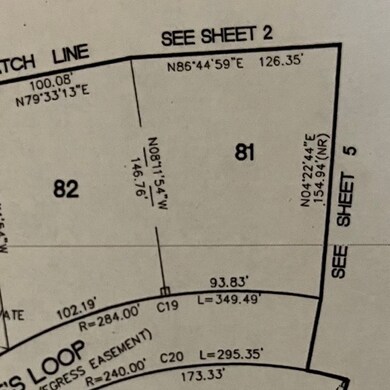 SEE SHEET 2
TCH LINE
100.08'
N79°33'13"E
N86°44'59"E 126.35'
81
82
N08°11'54"W
146.76'
N04°22'44"E
154.94'(NR)
SEE SHEET 5
93.83'
L=349.49'
C19
102.19'
R=284.00'
ATE
'S LOOP
EGRESS EASEMENT)
R=240.00' C20 L=295.35'
173.33'